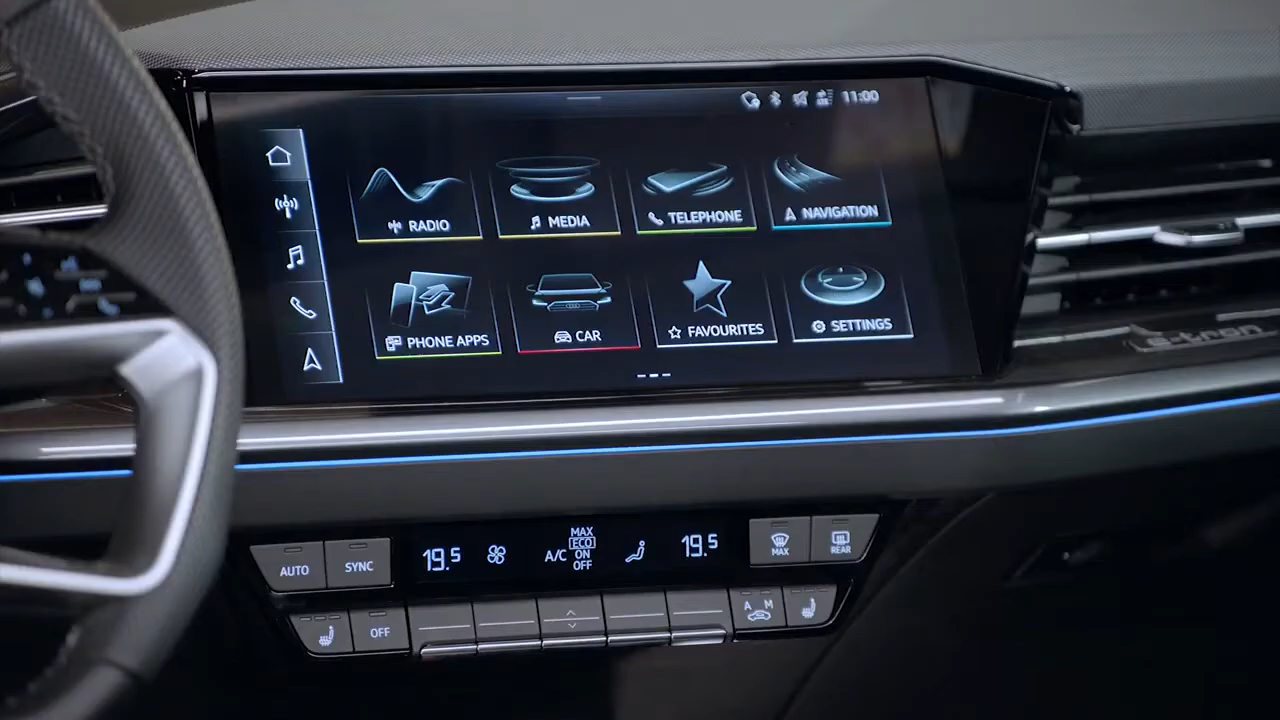 11:00
RADIO
MEDIA
TELEPHONE
NAVIGATION
PHONE APPS
CAR
FAVOURITES
SETTINGS
e-tron
AUTO
SYNC
19.5
A/C
MAX
ECO
ON
OFF
19.5
MAX
REAR
OFF
A M